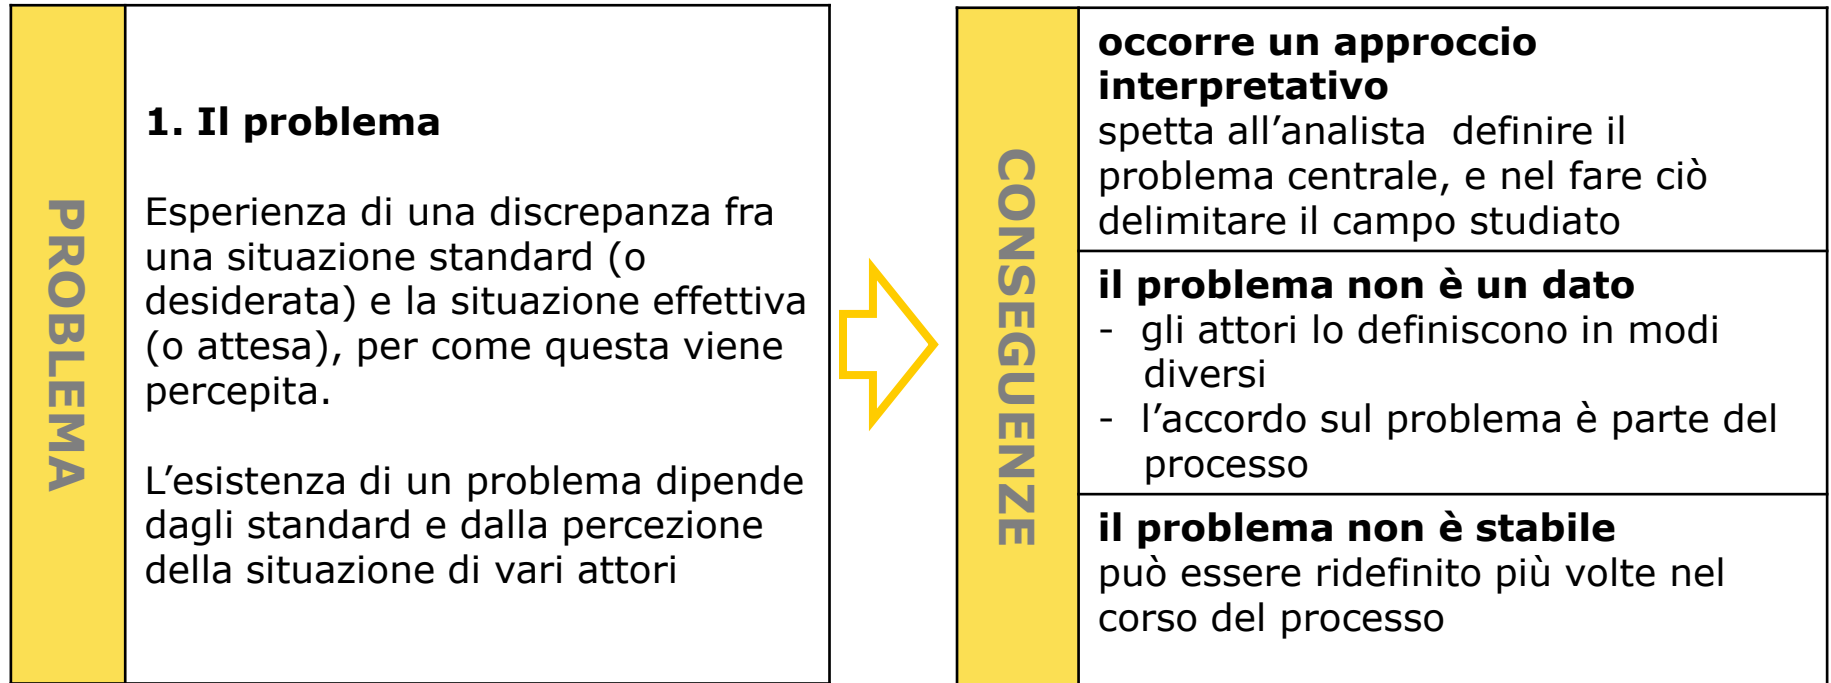 PROBLEMA
1. Il problema
Esperienza di una discrepanza fra
una situazione standard (o
desiderata) e la situazione effettiva
(o attesa), per come questa viene
percepita.
L’esistenza di un problema dipende
dagli standard e dalla percezione
della situazione di vari attori
CONSEGUENZE
occorre un approccio
interpretativo
spetta all’analista  definire il
problema centrale, e nel fare ciò
delimitare il campo studiato
il problema non è un dato
- gli attori lo definiscono in modi
diversi
- l’accordo sul problema è parte del
processo
il problema non è stabile
può essere ridefinito più volte nel
corso del processo